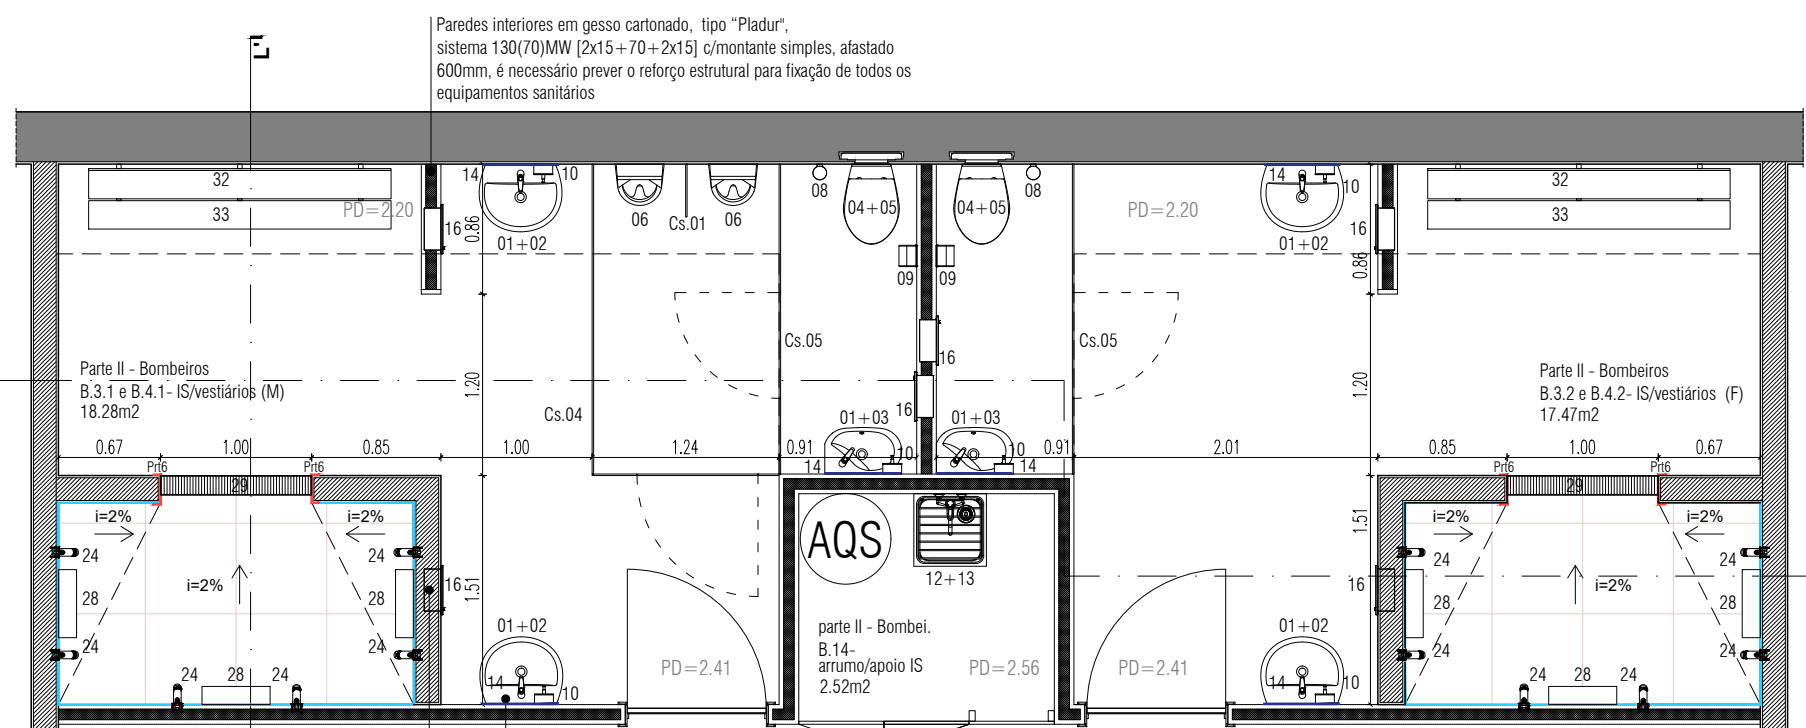 Paredes interiores em gesso cartonado, tipo “Pladur",
sistema 130(70)MW [2x15+70+2x15] c/montante simples, afastado
600mm, é necessário prever o reforço estrutural para fixação de todos os
equipamentos sanitários
32
33
PD=2.20
16
14
10
0.86
01+02
06
Cs.01
06
08
04+05
09
04+05
08
09
PD=2.20
14
10
01+02
16
0.86
32
33
Parte II - Bombeiros
B.3.1 e B.4.1- IS/vestiários (M)
18.28m2
1.20
Cs.04
Cs.05
16
16
Cs.05
1.20
Parte II - Bombeiros
B.3.2 e B.4.2- IS/vestiários (F)
17.47m2
01+03
10
14
01+03
10
14
0.67
1.00
0.85
1.00
1.24
0.91
0.91
2.01
0.85
1.00
0.67
Prt6
Prt6
Prt6
Prt6
29
29
i=2%
i=2%
i=2%
24
24
28
28
24
24
24
28
24
16
1.51
01+02
14
10
PD=2.41
AQS
12+13
parte II - Bombei.
B.14-
arrumo/apoio IS
2.52m2
PD=2.56
PD=2.41
01+02
14
10
1.51
16
i=2%
i=2%
i=2%
24
24
28
28
24
24
24
28
24